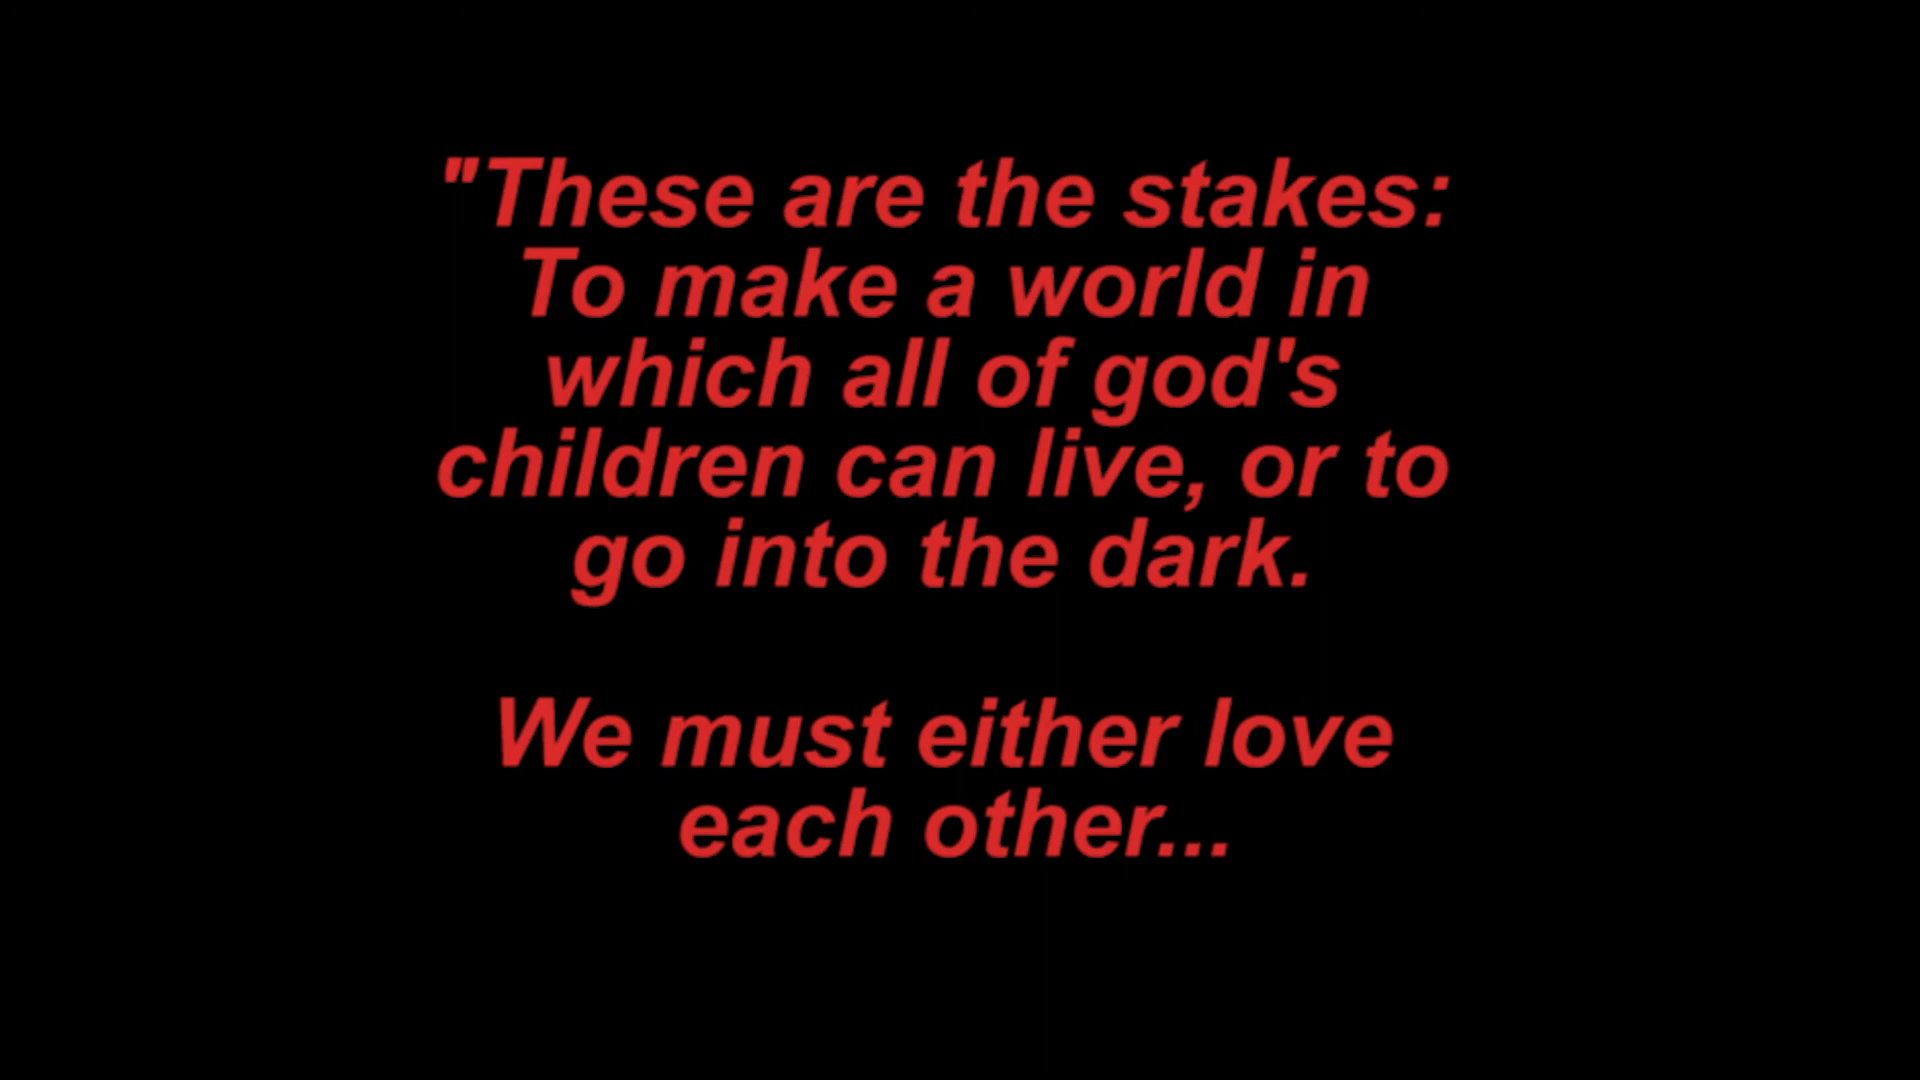 "These are the stakes:
To make a world in
which all of god's
children can live, or to
go into the dark.
We must either love
each other...